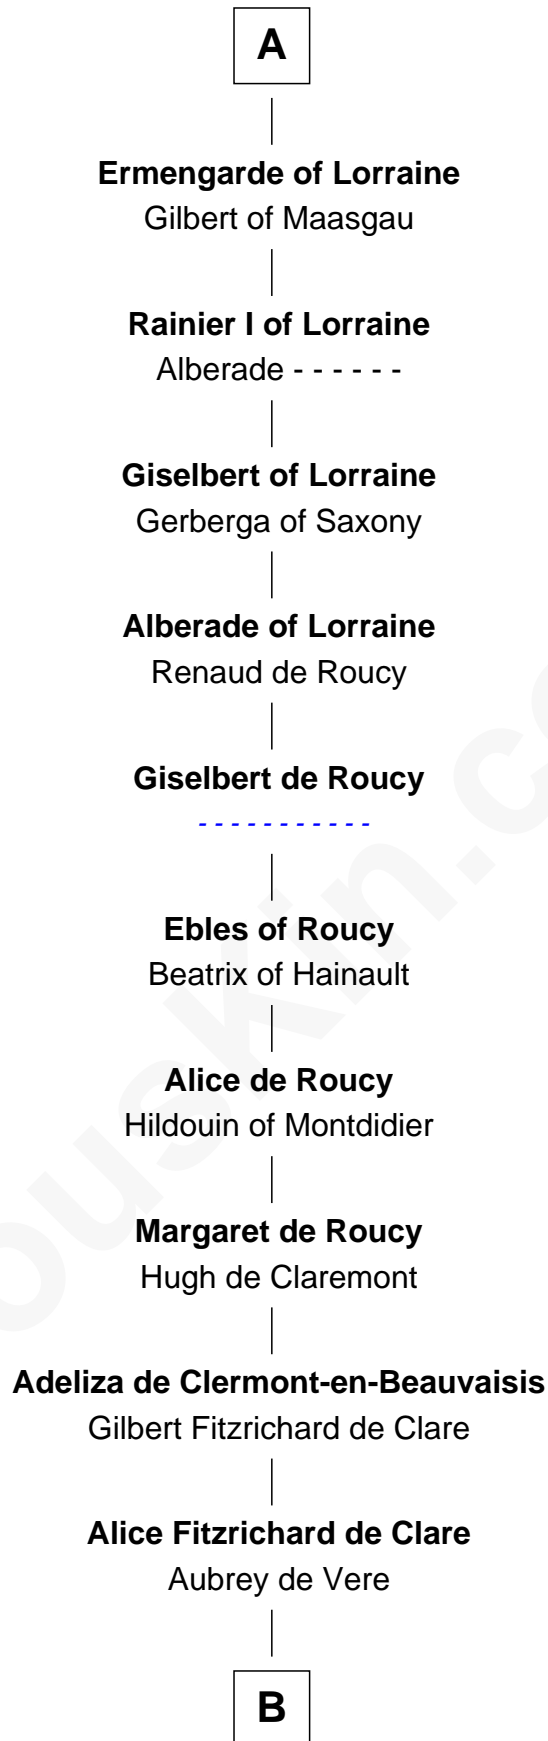 A
Ermengarde of Lorraine
Gilbert of Maasgau
Rainier I of Lorraine
Alberade - - - - - -
Giselbert of Lorraine
Gerberga of Saxony
Alberade of Lorraine
Renaud de Roucy
Giselbert de Roucy
- - - - - - - - - - -
Ebles of Roucy
Beatrix of Hainault
Alice de Roucy
Hildouin of Montdidier
Margaret de Roucy
Hugh de Claremont
Adeliza de Clermont-en-Beauvaisis
Gilbert Fitzrichard de Clare
Alice Fitzrichard de Clare
Aubrey de Vere
B